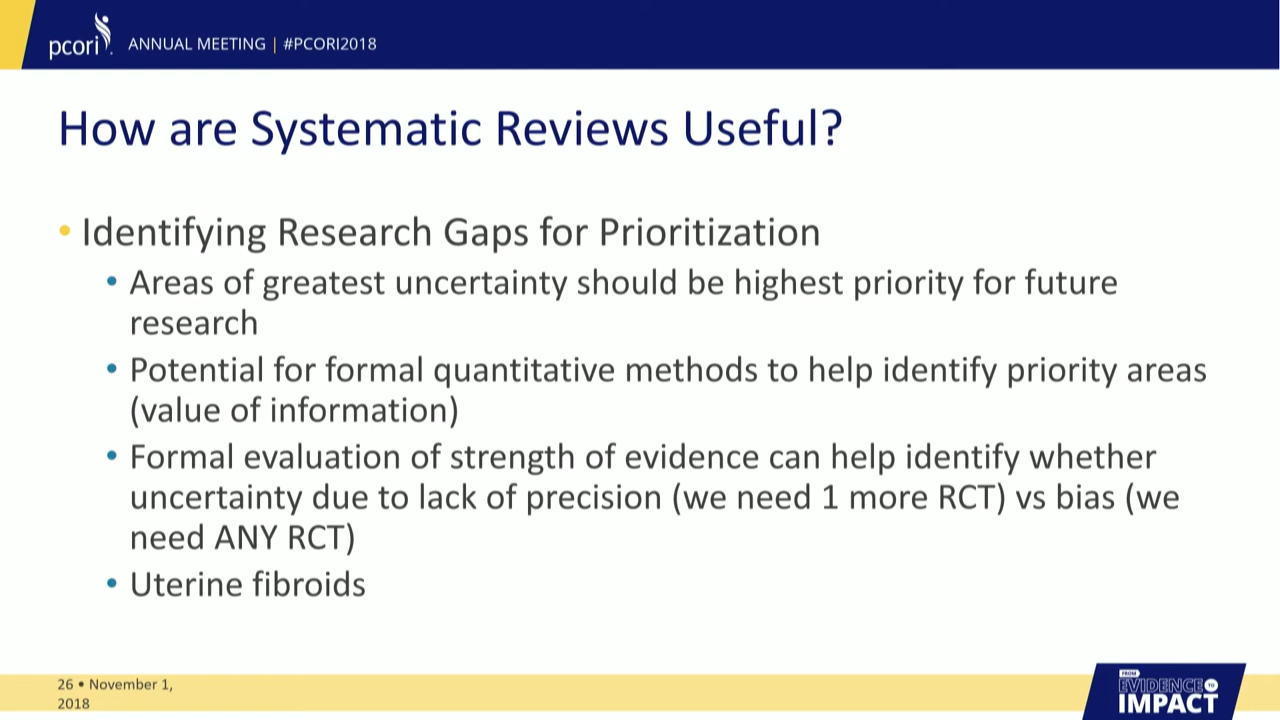 pcori
ANNUAL MEETING | #PCORI2018
How are Systematic Reviews Useful?
• Identifying Research Gaps for Prioritization
• Areas of greatest uncertainty should be highest priority for future
research
• Potential for formal quantitative methods to help identify priority areas
(value of information)
• Formal evaluation of strength of evidence can help identify whether
uncertainty due to lack of precision (we need 1 more RCT) vs bias (we
need ANY RCT)
• Uterine fibroids
26 • November 1,
2018
FROM
EVIDENCE TO
IMPACT